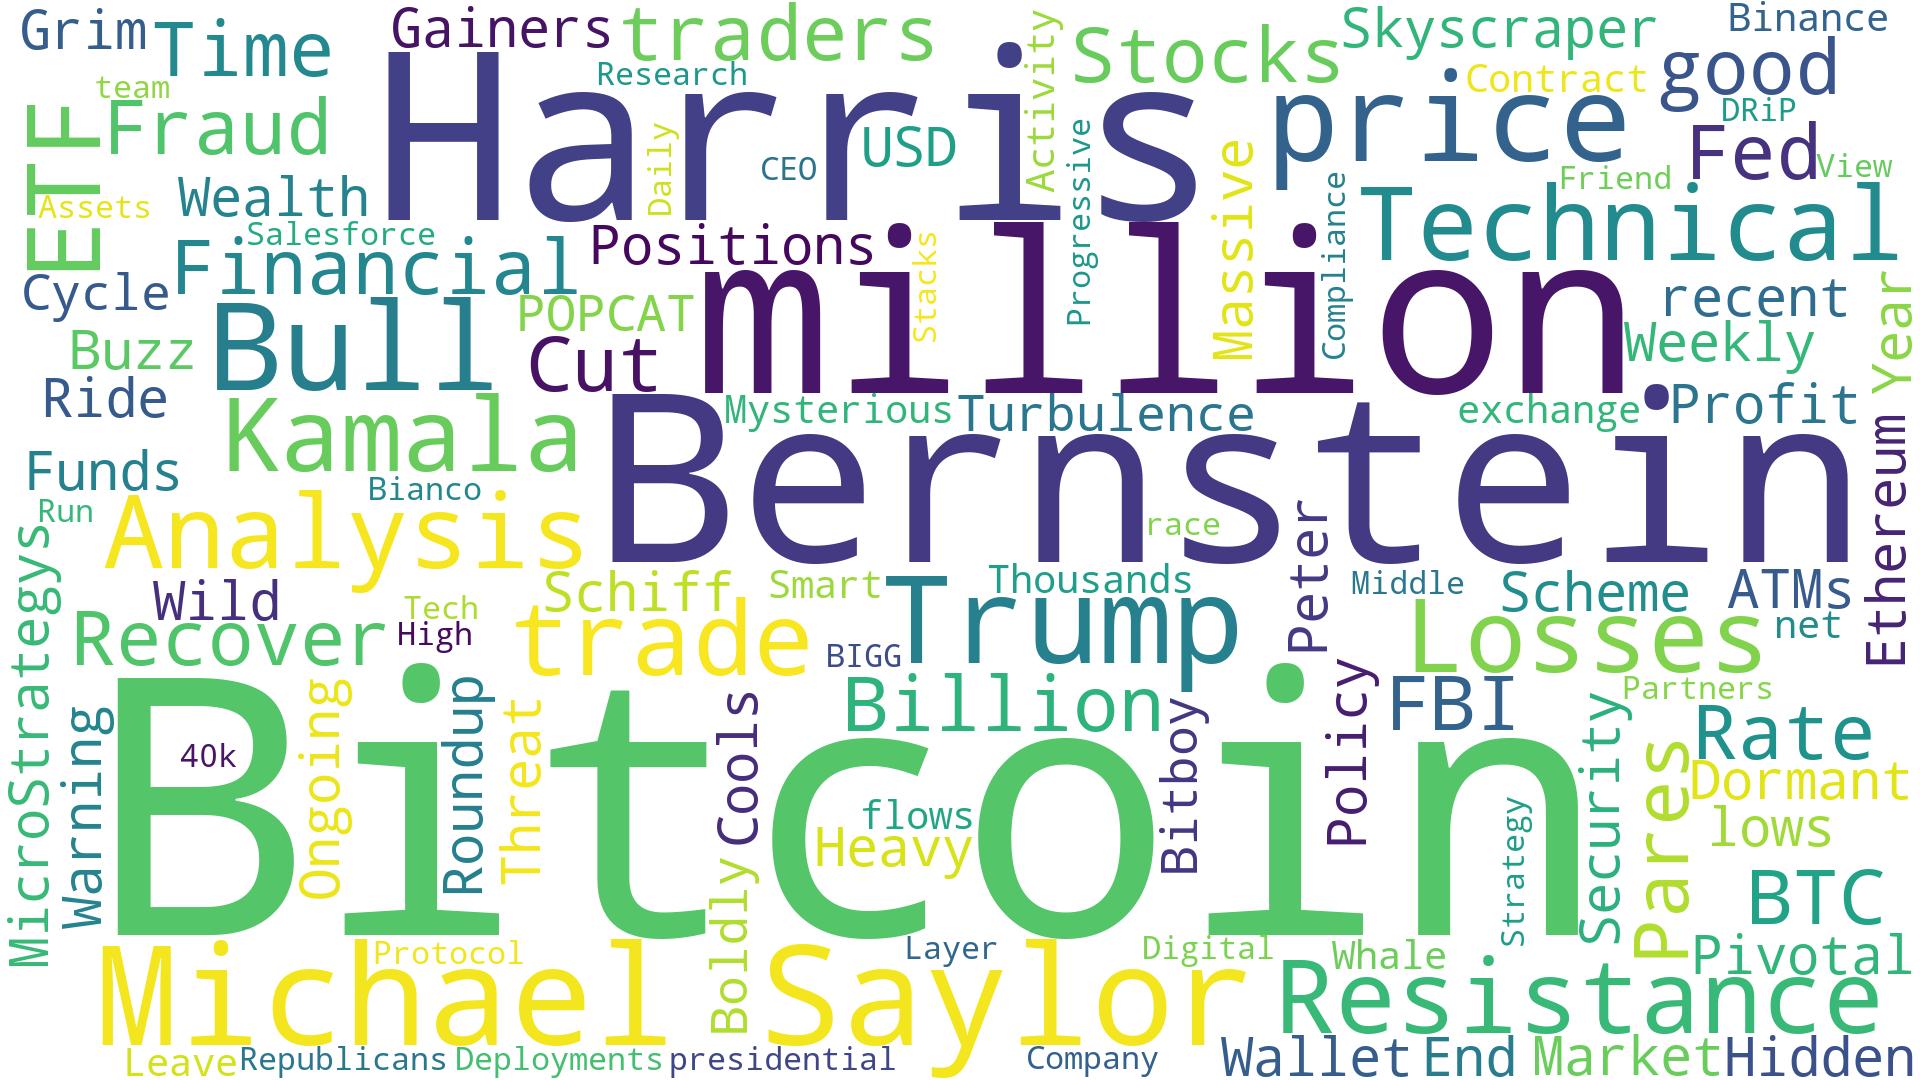 Grim
Time
Gainers
traders
Stocks
Skyscraper
Binance
team
Research
Activity
Contract
good
ETF
Fraud
Harris
price
DRiP
Fed
View
Assets
Wealth
Daily
CEO
USD
Progressive
Massive
Compliance
Friend
Technical
Salesforce
Financial
Positions
Stacks
million
Cycle
Bull
POPCAT
recent
Year
Buzz
Cut
Weekly
Ride
Kamala
Mysterious
Turbulence
exchange
Profit
Funds
Bianco
Bernstein
Ethereum
Run
Analysis
race
Peter
MicroStrategys
Wild
Tech
Schiff
Smart
Trump
Thousands
Middle
Scheme
ATMs
Recover
High
trade
BIGG
Losses
net
Warning
40k
Ongoing
Roundup
Threat
Cools
Billion
Bitboy
Policy
FBI
Security
Partners
Rate
Bitcoin
flows
Heavy
Strategy
Pares
Dormant
lows
BTC
Michael
Protocol
Boldly
Saylor
Layer
Digital
Whale
Resistance
Pivotal
Leave
Republicans
Deployments
presidential
Company
Wallet
End
Market
Hidden